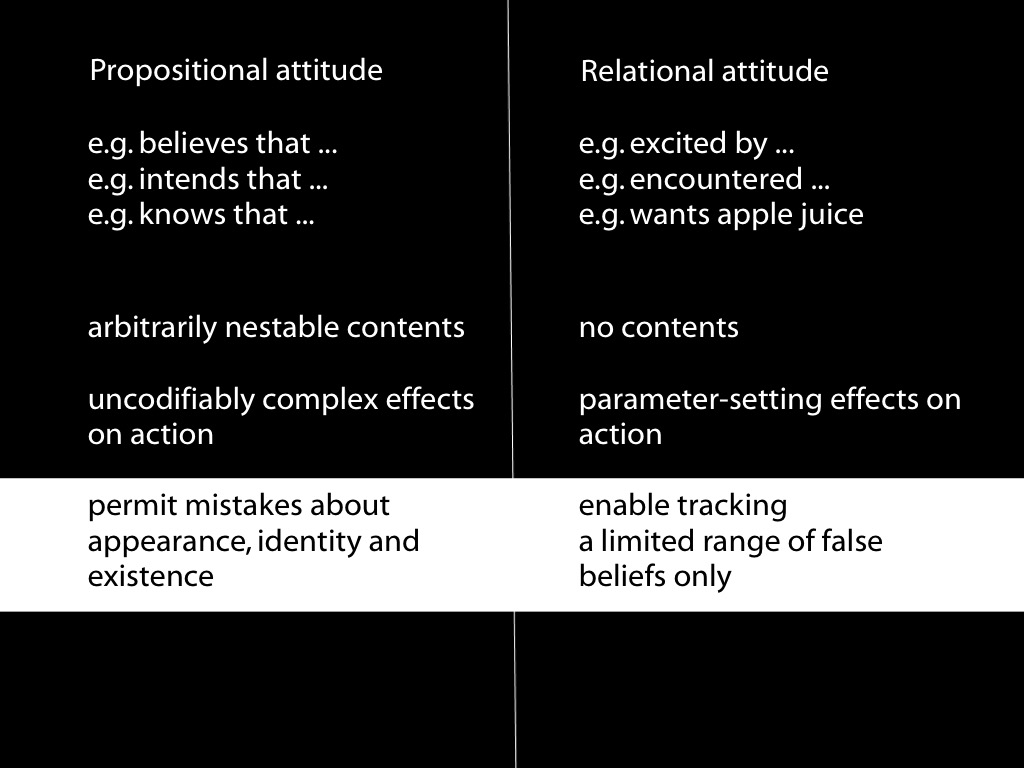 Propositional attitude
e.g. believes that ...
e.g. intends that ...
e.g. knows that ...
arbitrarily nestable contents
uncodifiably complex effects
on action
permit mistakes about
appearance, identity and
existence
Relational attitude
e.g. excited by ...
e.g. encountered ...
e.g. wants apple juice
no contents
parameter-setting effects on
action
enable tracking
a limited range of false
beliefs only